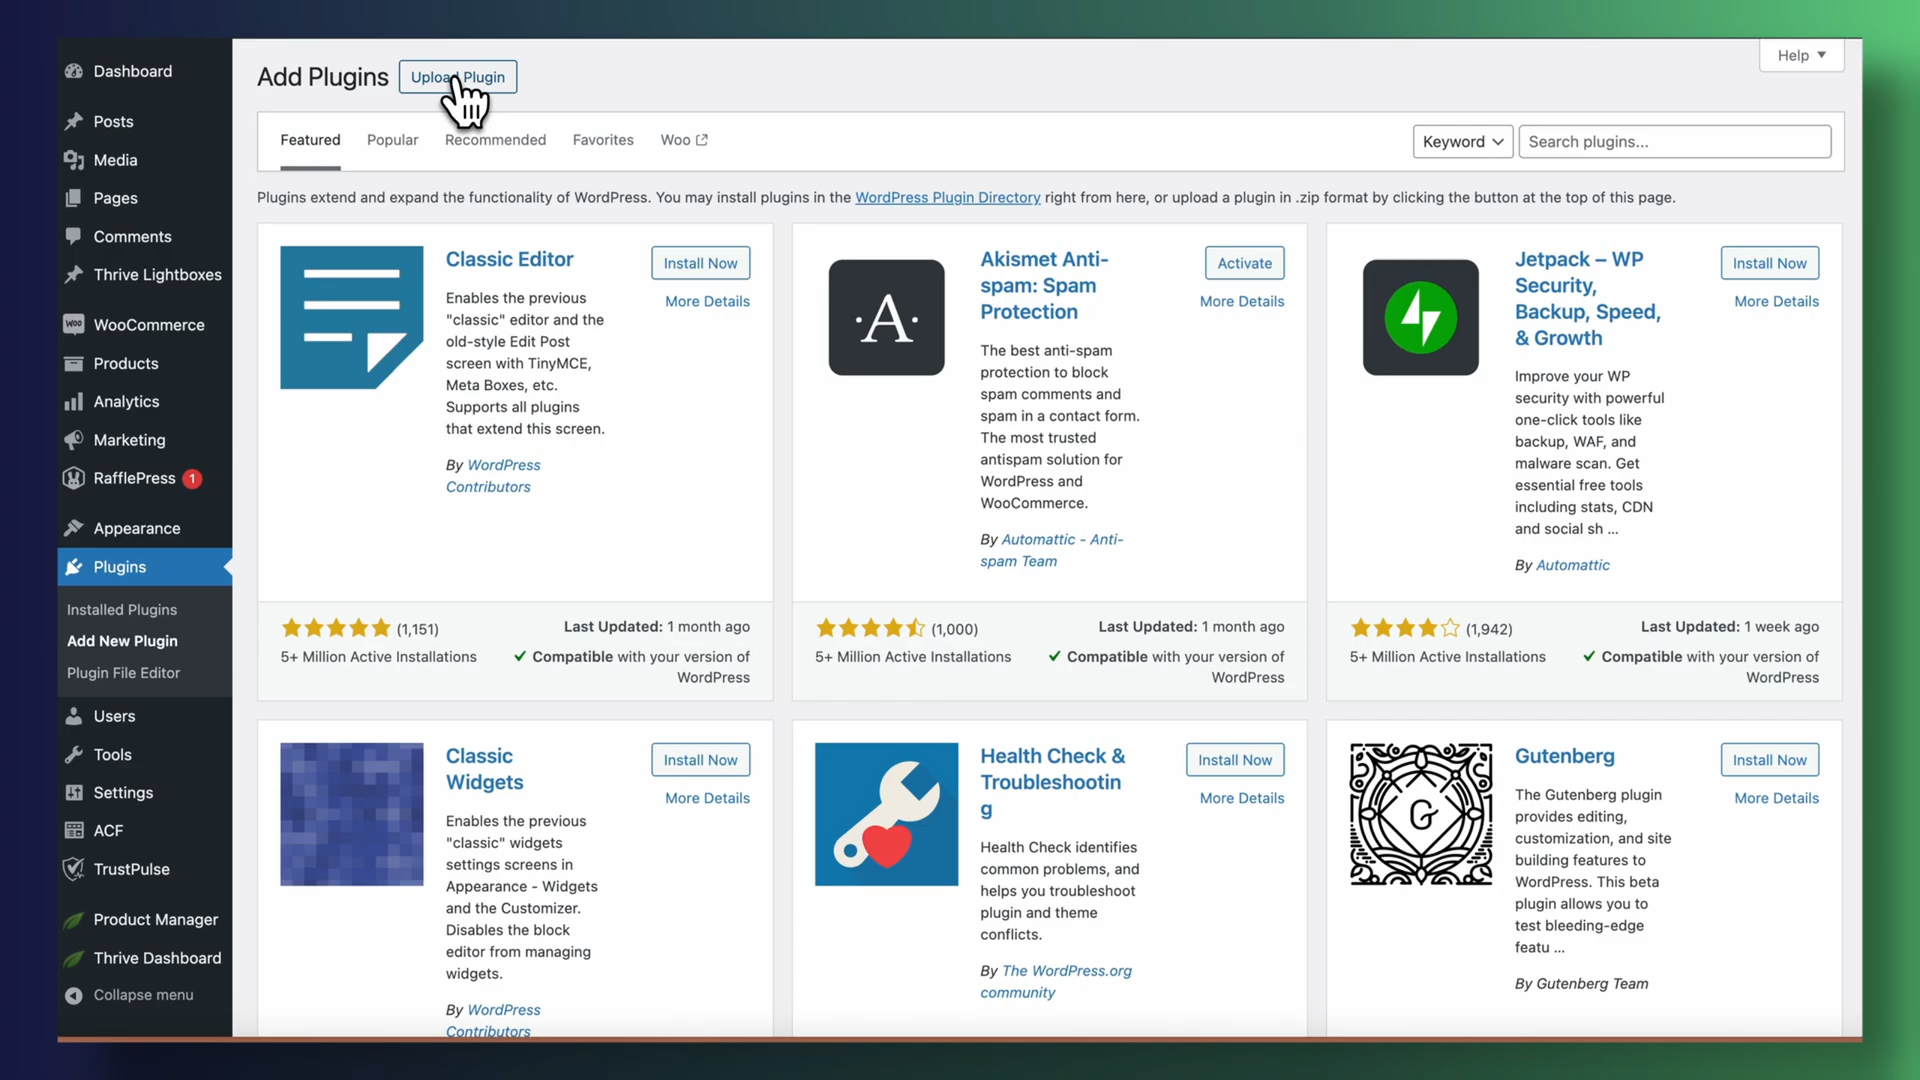 Dashboard
Posts
Media
Pages
Comments
Thrive Lightboxes
WooCommerce
Products
Analytics
Marketing
RafflePress 1
Appearance
Plugins
Installed Plugins
Add New Plugin
Plugin File Editor
Users
Tools
Settings
ACF
TrustPulse
Product Manager
Thrive Dashboard
Collapse menu
Add Plugins
Upload Plugin
Help
Featured
Popular
Recommended
Favorites
Woo
Keyword
Search plugins...
Plugins extend and expand the functionality of WordPress. You may install plugins in the WordPress Plugin Directory right from here, or upload a plugin in .zip format by clicking the button at the top of this page.
Classic Editor
Install Now
More Details
Enables the previous
"classic" editor and the
old-style Edit Post
screen with TinyMCE,
Meta Boxes, etc.
Supports all plugins
that extend this screen.
By WordPress
Contributors
(1,151)
5+ Million Active Installations
Last Updated: 1 month ago
Compatible with your version of
WordPress
·A·
Akismet Anti-
spam: Spam
Protection
Activate
More Details
The best anti-spam
protection to block
spam comments and
spam in a contact form.
The most trusted
antispam solution for
WordPress and
WooCommerce.
By Automattic - Anti-
spam Team
(1,000)
5+ Million Active Installations
Last Updated: 1 month ago
Compatible with your version of
WordPress
Jetpack – WP
Security,
Backup, Speed,
& Growth
Install Now
More Details
Improve your WP
security with powerful
one-click tools like
backup, WAF, and
malware scan. Get
essential free tools
including stats, CDN
and social sh ...
By Automattic
(1,942)
5+ Million Active Installations
Last Updated: 1 week ago
Compatible with your version of
WordPress
Classic
Widgets
Install Now
More Details
Enables the previous
"classic" widgets
settings screens in
Appearance - Widgets
and the Customizer.
Disables the block
editor from managing
widgets.
By WordPress
Contributors
Health Check &
Troubleshootin
g
Install Now
More Details
Health Check identifies
common problems, and
helps you troubleshoot
plugin and theme
conflicts.
By The WordPress.org
community
G
Gutenberg
Install Now
More Details
The Gutenberg plugin
provides editing,
customization, and site
building features to
WordPress. This beta
plugin allows you to
test bleeding-edge
featu ...
By Gutenberg Team